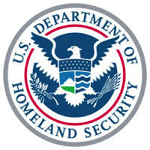 U.S. DEPARTMENT OF
HOMELAND SECURITY